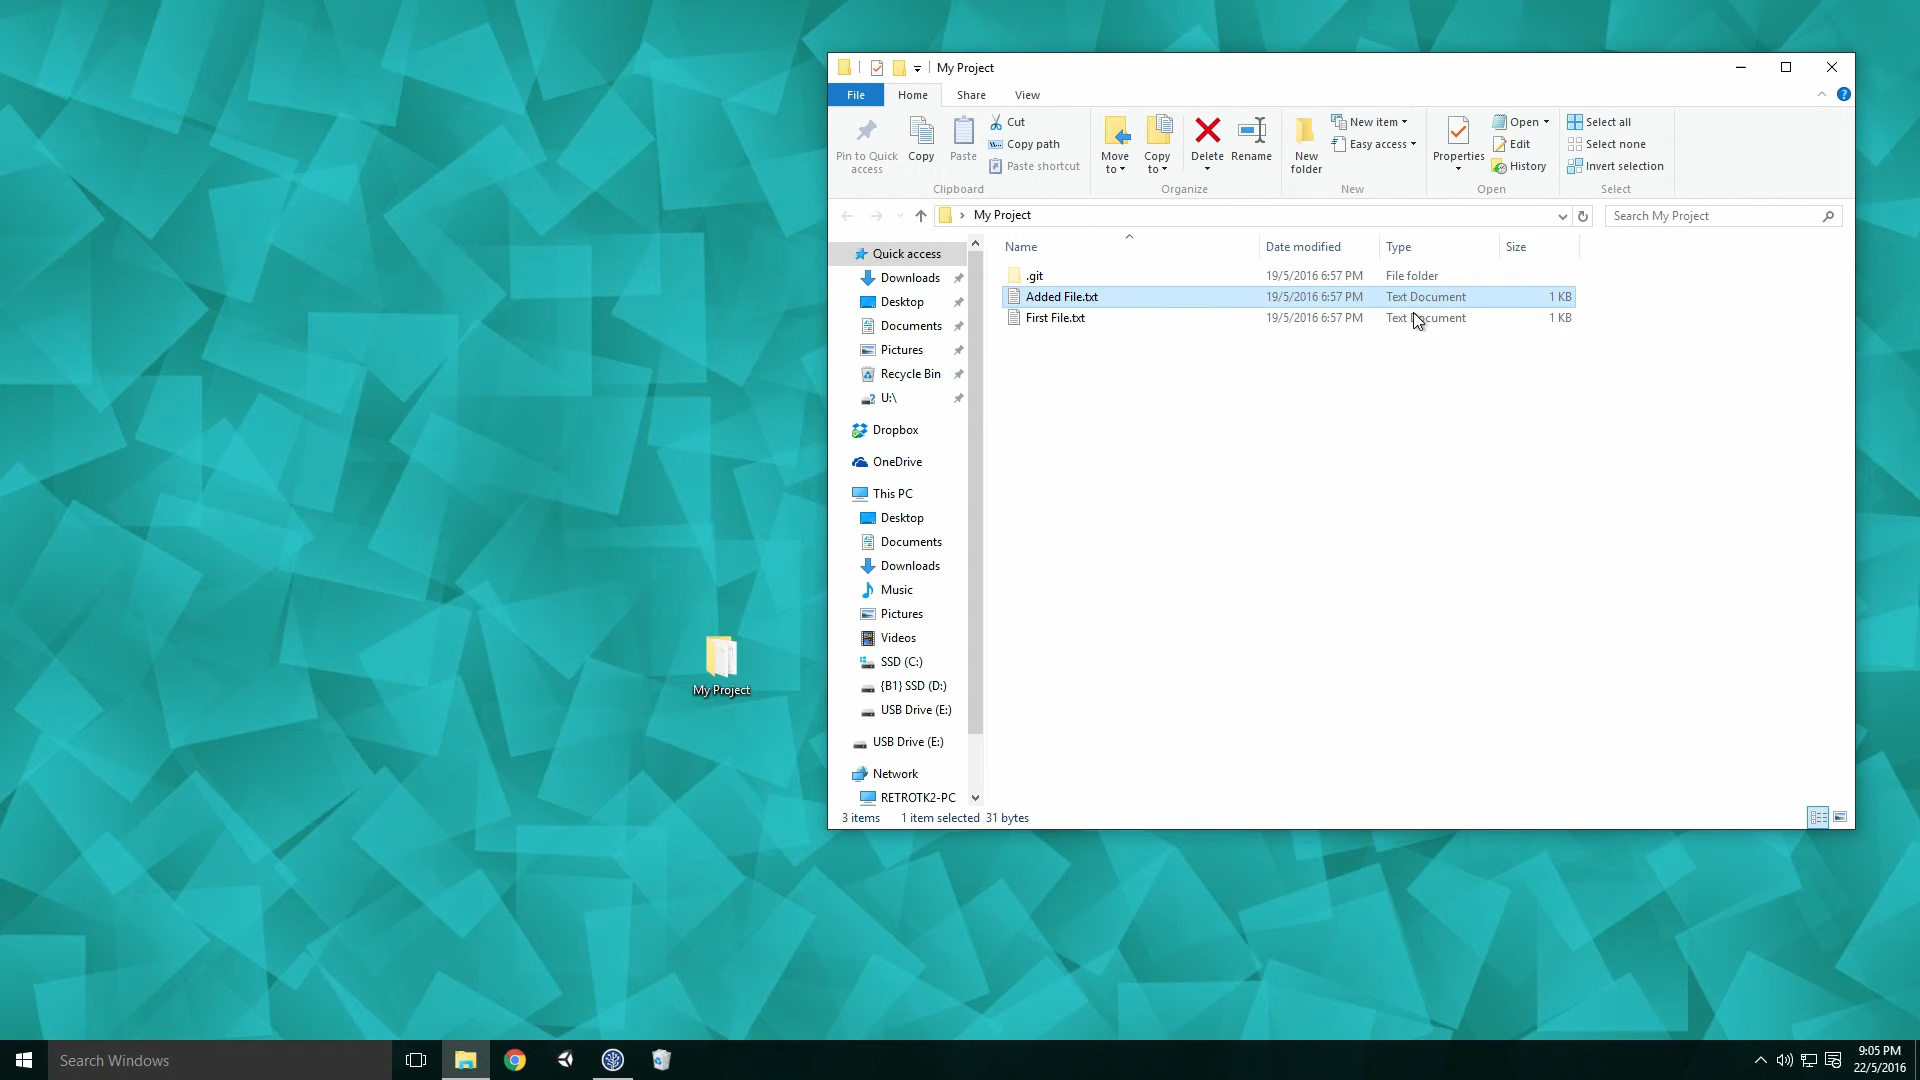 My Project
File Home Share View
Pin to Quick access
Copy
Paste
Cut
Copy path
Paste shortcut
Clipboard
Move to
Copy to
Delete
Rename
Organize
New folder
New item
Easy access
New
Properties
Open
Edit
History
Open
Select all
Select none
Invert selection
Select
My Project
Search My Project
Name Date modified Type Size
.git 19/5/2016 6:57 PM File folder
Added File.txt 19/5/2016 6:57 PM Text Document 1 KB
First File.txt 19/5/2016 6:57 PM Text Document 1 KB
Quick access
Downloads
Desktop
Documents
Pictures
Recycle Bin
U:\
Dropbox
OneDrive
This PC
Desktop
Documents
Downloads
Music
Pictures
Videos
SSD (C:)
{B1} SSD (D:)
USB Drive (E:)
USB Drive (E:)
Network
RETROTK2-PC
3 items 1 item selected 31 bytes
My Project
Search Windows
9:05 PM
22/5/2016